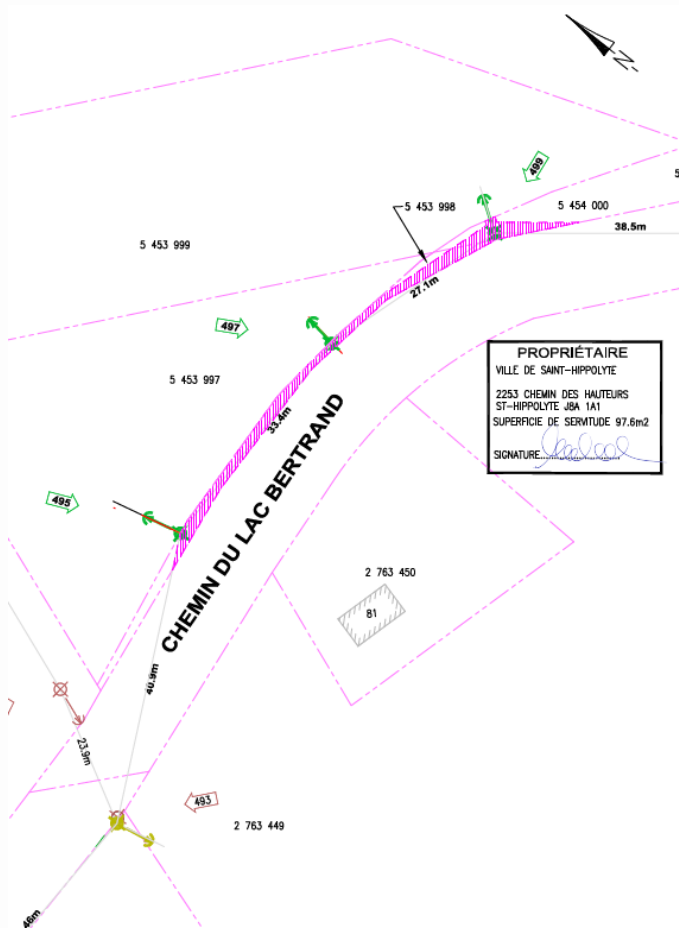 N
499
5 453 998
5 454 000
38.5m
5 453 999
27.1m
497
5 453 997
33.4m
PROPRIÉTAIRE
VILLE DE SAINT-HIPPOLYTE
2253 CHEMIN DES HAUTEURS
ST-HIPPOLYTE J8A 1A1
SUPERFICIE DE SERVITUDE 97.6m2
SIGNATURE
495
CHEMIN DU LAC BERTRAND
2 763 450
81
40.9m
23.9m
493
2 763 449
46m